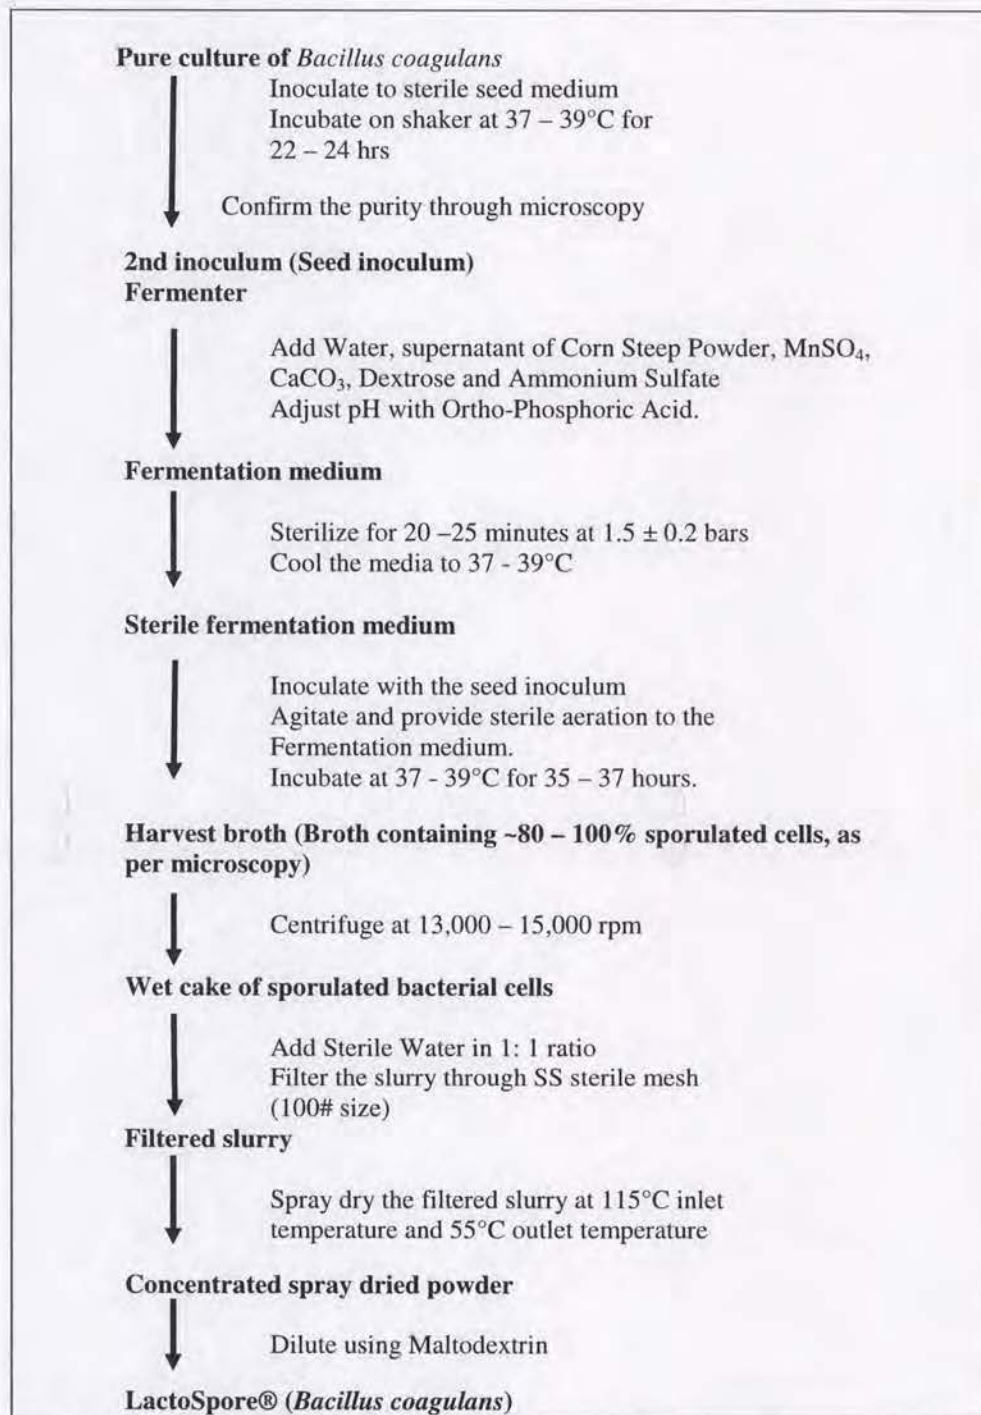 Pure culture of Bacillus coagulans
Inoculate to sterile seed medium
Incubate on shaker at 37 – 39°C for
22 – 24 hrs
Confirm the purity through microscopy
2nd inoculum (Seed inoculum)
Fermenter
Add Water, supernatant of Corn Steep Powder, MnSO₄,
CaCO₃, Dextrose and Ammonium Sulfate
Adjust pH with Ortho-Phosphoric Acid.
Fermentation medium
Sterilize for 20 –25 minutes at 1.5 ± 0.2 bars
Cool the media to 37 - 39°C
Sterile fermentation medium
Inoculate with the seed inoculum
Agitate and provide sterile aeration to the
Fermentation medium.
Incubate at 37 - 39°C for 35 – 37 hours.
Harvest broth (Broth containing ~80 – 100% sporulated cells, as
per microscopy)
Centrifuge at 13,000 – 15,000 rpm
Wet cake of sporulated bacterial cells
Add Sterile Water in 1: 1 ratio
Filter the slurry through SS sterile mesh
(100# size)
Filtered slurry
Spray dry the filtered slurry at 115°C inlet
temperature and 55°C outlet temperature
Concentrated spray dried powder
Dilute using Maltodextrin
LactoSpore® (Bacillus coagulans)